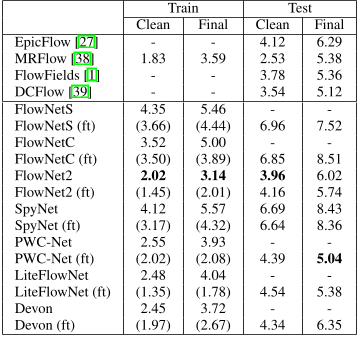 Train Test
Clean Final Clean Final
EpicFlow [27] - - 4.12 6.29
MRFlow [38] 1.83 3.59 2.53 5.38
FlowFields [1] - - 3.78 5.36
DCFlow [39] - - 3.54 5.12
FlowNetS 4.35 5.46 - -
FlowNetS (ft) (3.66) (4.44) 6.96 7.52
FlowNetC 3.52 5.00 - -
FlowNetC (ft) (3.50) (3.89) 6.85 8.51
FlowNet2 2.02 3.14 3.96 6.02
FlowNet2 (ft) (1.45) (2.01) 4.16 5.74
SpyNet 4.12 5.57 6.69 8.43
SpyNet (ft) (3.17) (4.32) 6.64 8.36
PWC-Net 2.55 3.93 - -
PWC-Net (ft) (2.02) (2.08) 4.39 5.04
LiteFlowNet 2.48 4.04 - -
LiteFlowNet (ft) (1.35) (1.78) 4.54 5.38
Devon 2.45 3.72 - -
Devon (ft) (1.97) (2.67) 4.34 6.35